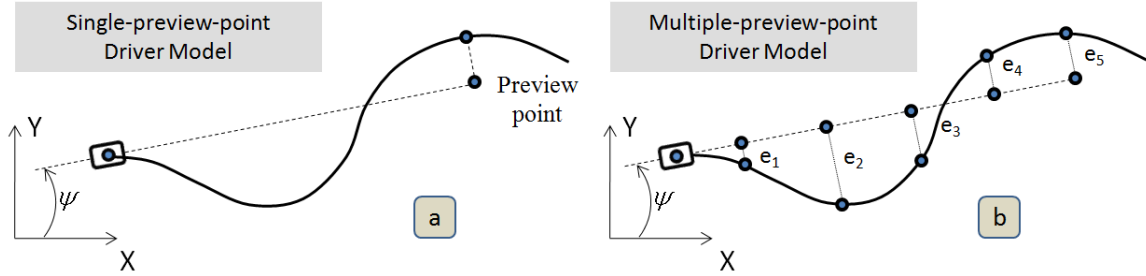 Single-preview-point
Driver Model
Preview
point
Y
ψ
X
a
Multiple-preview-point
Driver Model
e4
e5
Y
e1
e2
e3
ψ
X
b